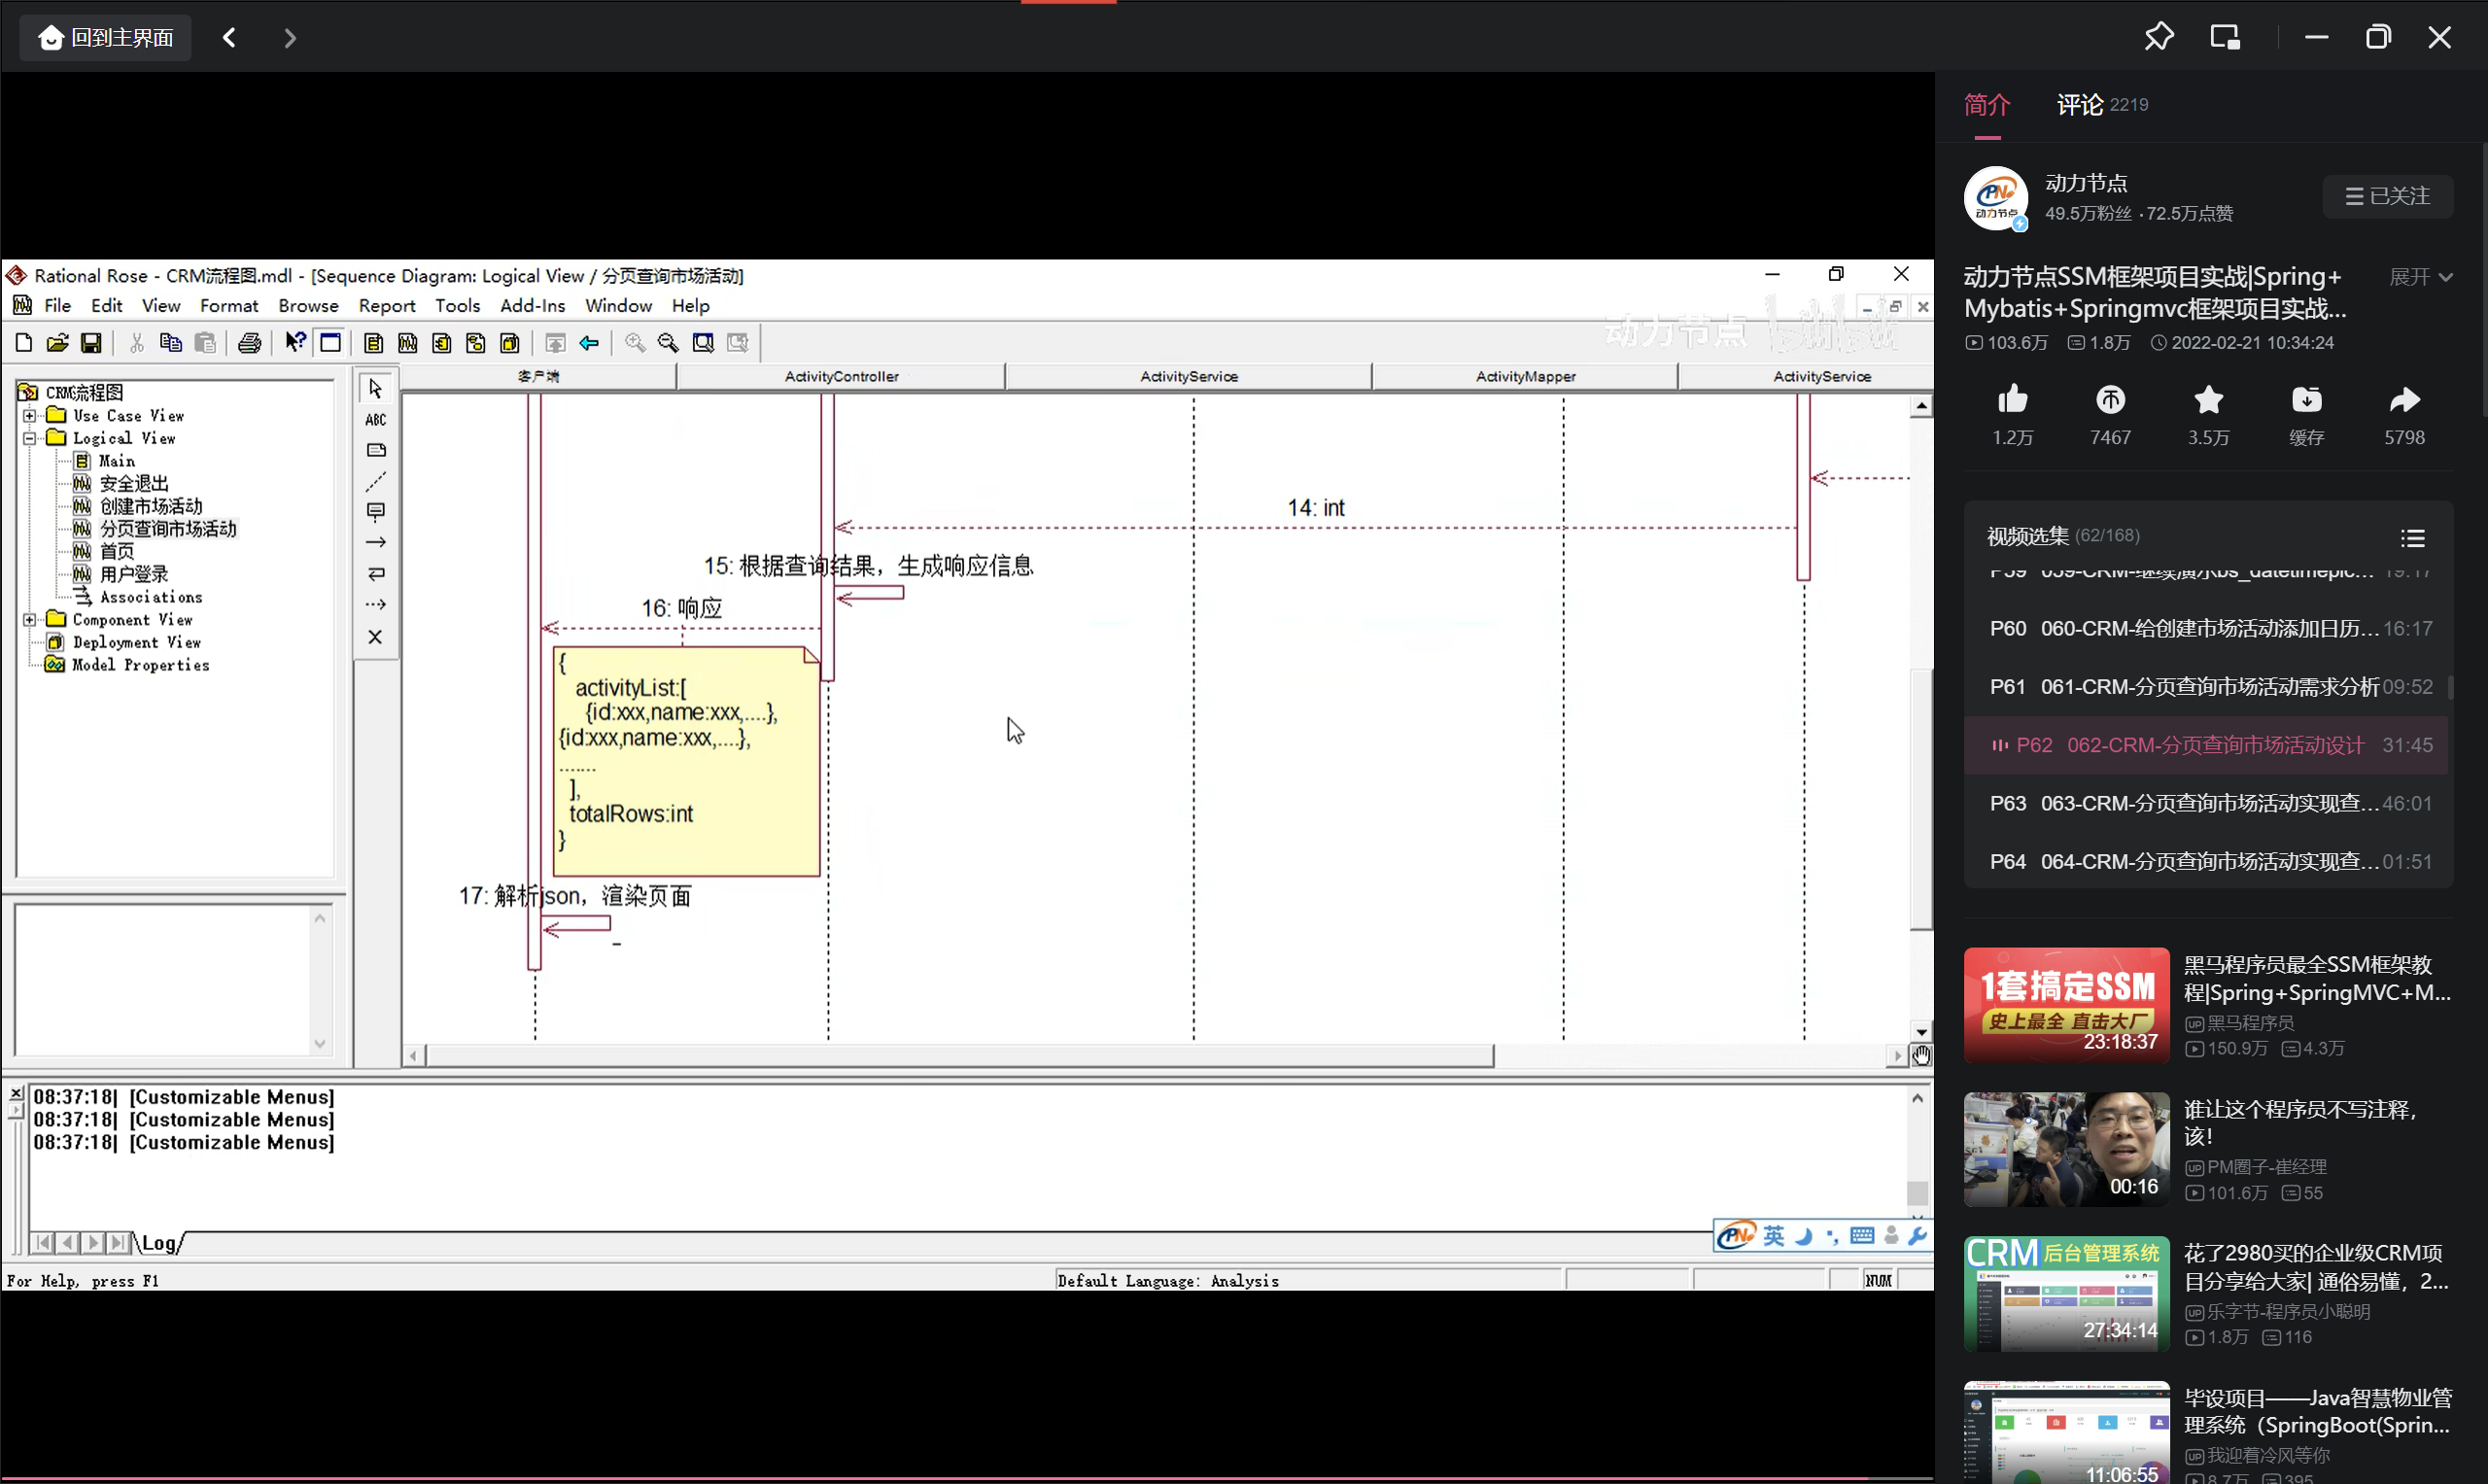 回到主界面
Rational Rose - CRM流程图.mdl - [Sequence Diagram: Logical View / 分页查询市场活动]
File Edit View Format Browse Report Tools Add-Ins Window Help
动力节点 bilibili
CRM流程图
Use Case View
Logical View
Main
安全退出
创建市场活动
分页查询市场活动
首页
用户登录
Associations
Component View
Deployment View
Model Properties
ABC
客户端 ActivityController ActivityService ActivityMapper ActivityService
14: int
15: 根据查询结果，生成响应信息
16: 响应
{
activityList:[
{id:xxx,name:xxx,....},
{id:xxx,name:xxx,....},
.......
],
totalRows:int
}
17: 解析json，渲染页面
08:37:18| [Customizable Menus]
08:37:18| [Customizable Menus]
08:37:18| [Customizable Menus]
Log
英
For Help, press F1
Default Language: Analysis
NUM
简介 评论 2219
动力节点
49.5万粉丝 · 72.5万点赞
已关注
动力节点SSM框架项目实战|Spring+
Mybatis+Springmvc框架项目实战...
展开
103.6万 1.8万 2022-02-21 10:34:24
1.2万 7467 3.5万 缓存 5798
视频选集 (62/168)
P59 059-CRM-继续演示bs_datetimepic... 19:17
P60 060-CRM-给创建市场活动添加日历... 16:17
P61 061-CRM-分页查询市场活动需求分析 09:52
P62 062-CRM-分页查询市场活动设计 31:45
P63 063-CRM-分页查询市场活动实现查... 46:01
P64 064-CRM-分页查询市场活动实现查... 01:51
1套搞定SSM
史上最全 直击大厂
23:18:37
黑马程序员最全SSM框架教
程|Spring+SpringMVC+M...
黑马程序员
150.9万 4.3万
00:16
谁让这个程序员不写注释，
该！
PM圈子-崔经理
101.6万 55
CRM 后台管理系统
27:34:14
花了2980买的企业级CRM项
目分享给大家| 通俗易懂，2...
乐字节-程序员小聪明
1.8万 116
11:06:55
毕设项目——Java智慧物业管
理系统（SpringBoot(Sprin...
我迎着冷风等你
8.7万 395